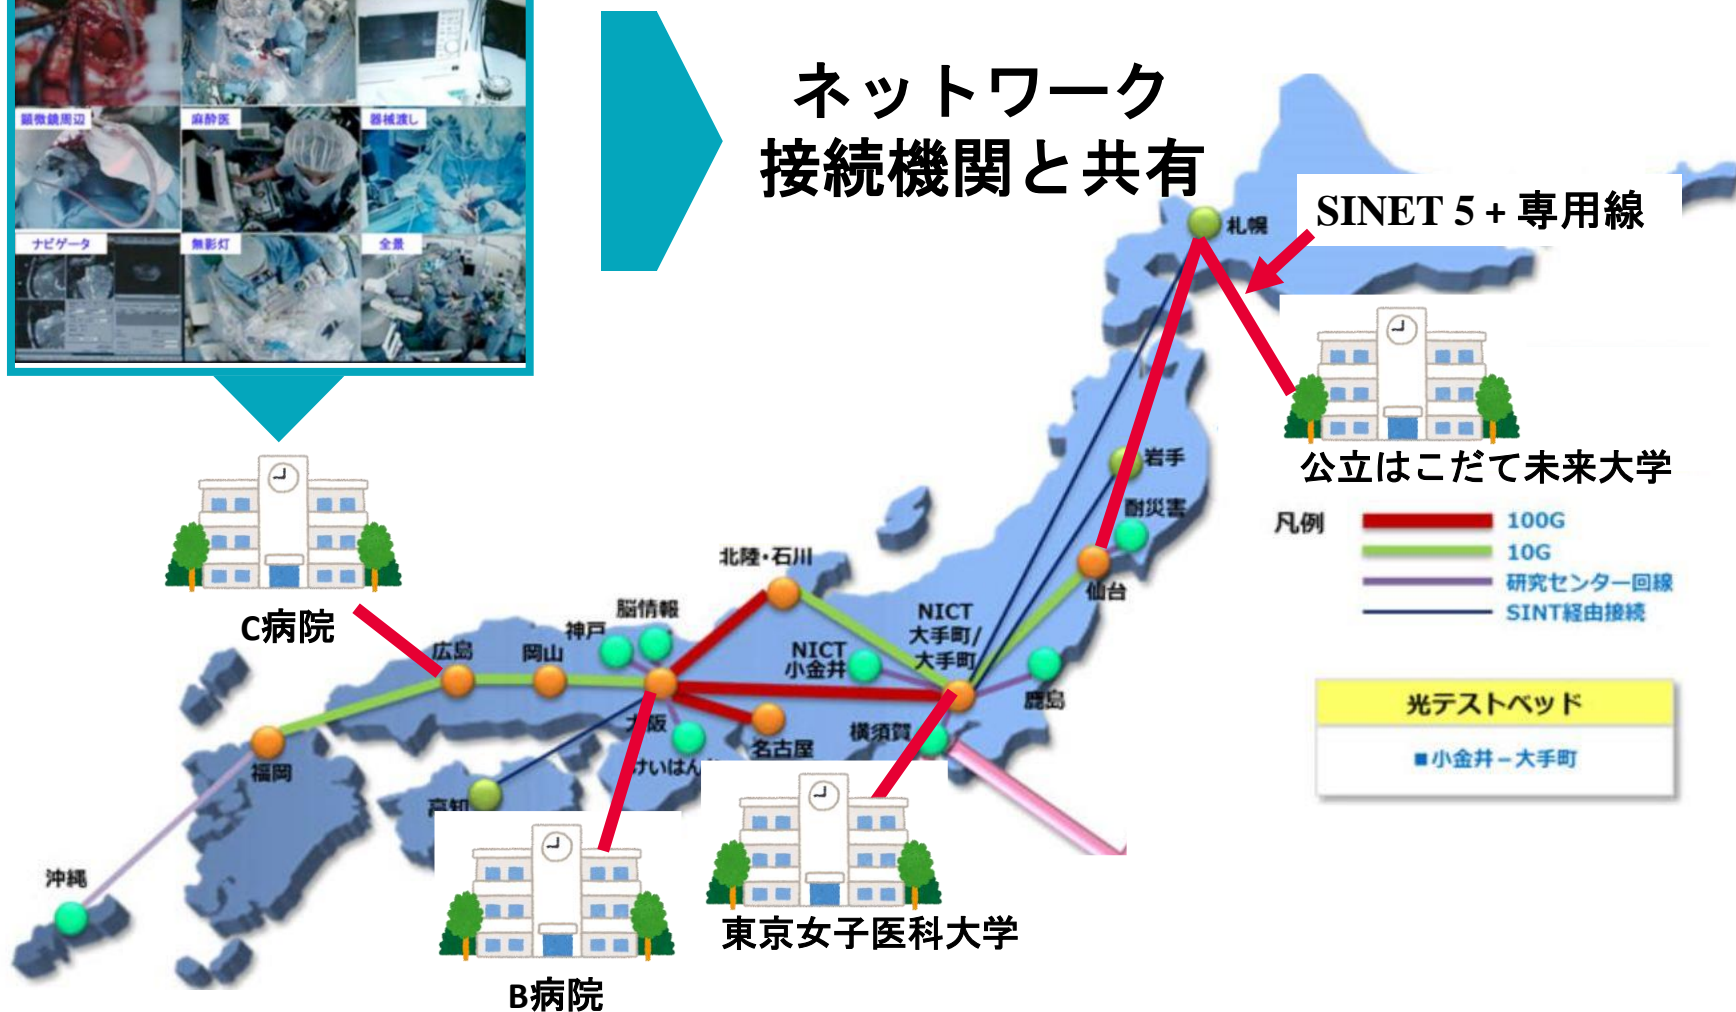 顕微鏡周辺
麻酔医
器械渡し
ナビゲータ
無影灯
全景
ネットワーク
接続機関と共有
SINET 5 + 専用線
札幌
公立はこだて未来大学
岩手
耐災害
仙台
凡例
100G
10G
研究センター回線
SINT経由接続
光テストベッド
■小金井－大手町
C病院
北陸・石川
脳情報
神戸
広島
岡山
NICT
大手町/
大手町
NICT
小金井
鹿島
大阪
名古屋
横須賀
けいはん
福岡
高知
沖縄
東京女子医科大学
B病院